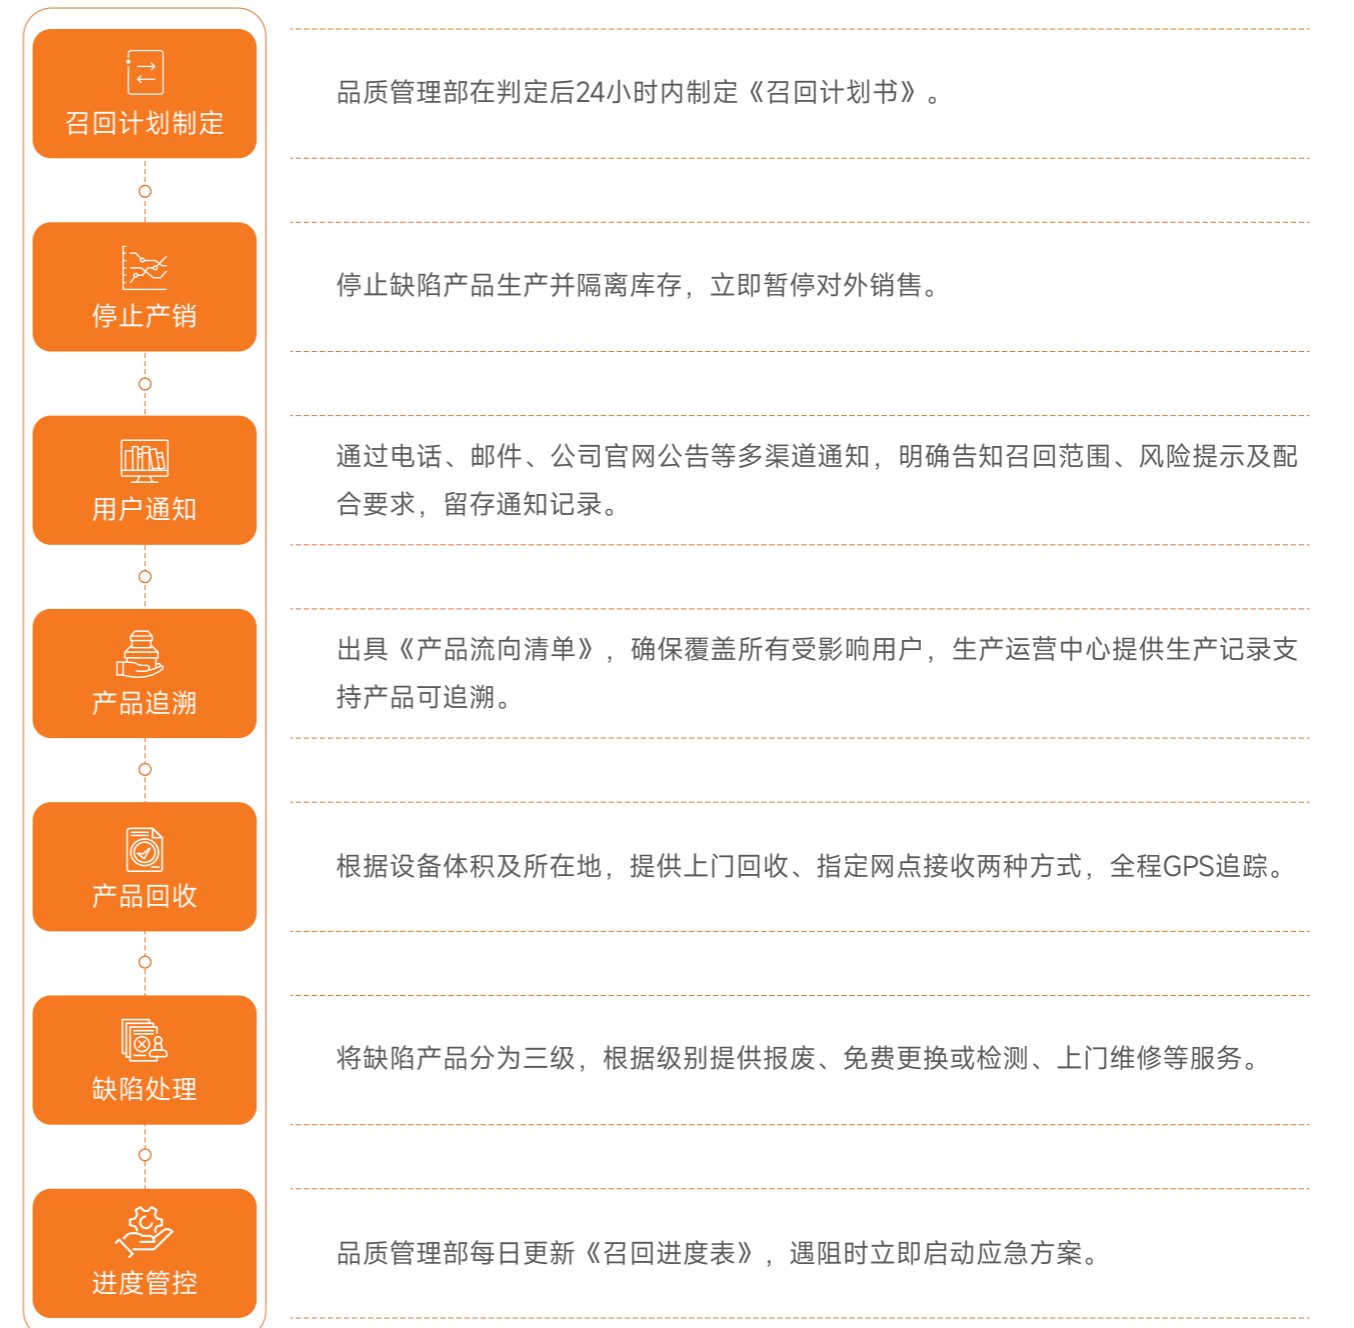 召回计划制定
品质管理部在判定后24小时内制定《召回计划书》。
停止产销
停止缺陷产品生产并隔离库存，立即暂停对外销售。
用户通知
通过电话、邮件、公司官网公告等多渠道通知，明确告知召回范围、风险提示及配
合要求，留存通知记录。
产品追溯
出具《产品流向清单》，确保覆盖所有受影响用户，生产运营中心提供生产记录支
持产品可追溯。
产品回收
根据设备体积及所在地，提供上门回收、指定网点接收两种方式，全程GPS追踪。
缺陷处理
将缺陷产品分为三级，根据级别提供报废、免费更换或检测、上门维修等服务。
进度管控
品质管理部每日更新《召回进度表》，遇阻时立即启动应急方案。